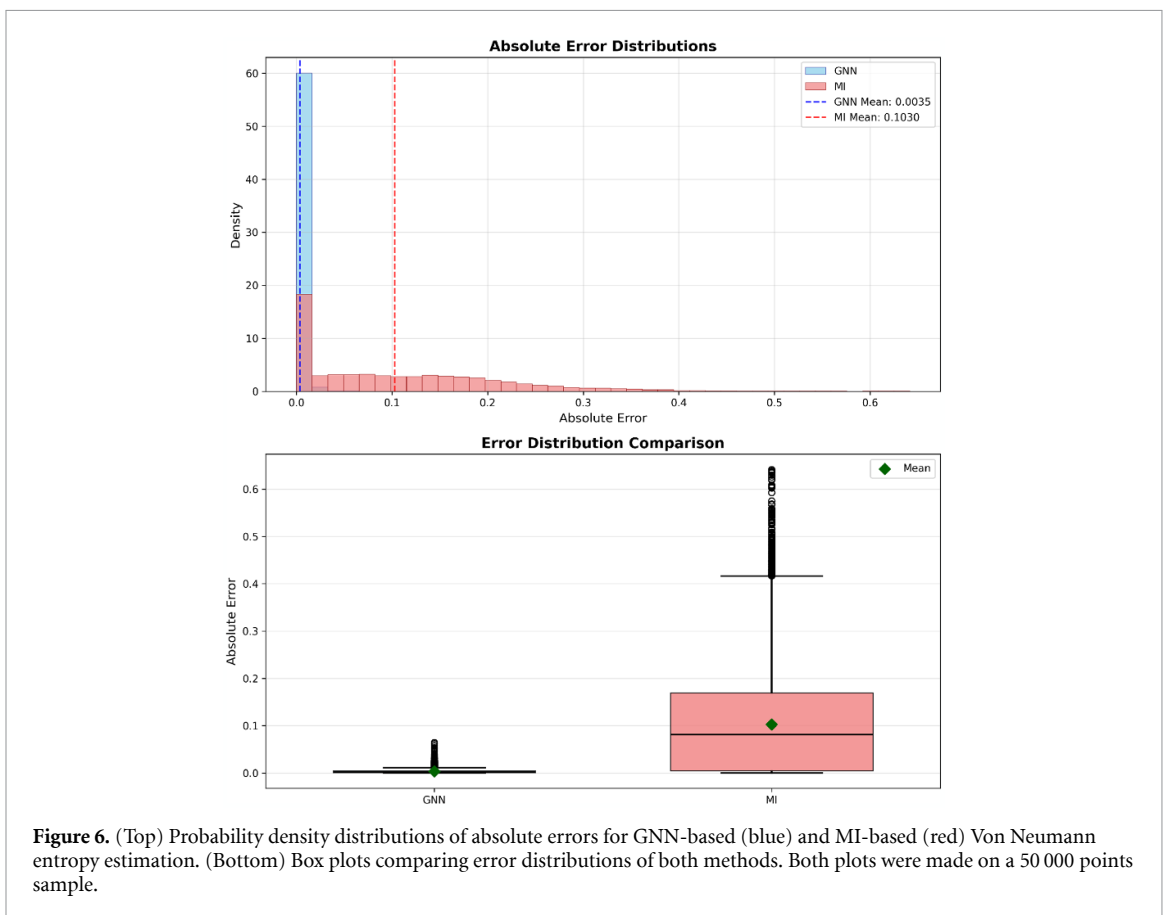 Absolute Error Distributions
GNN
MI
GNN Mean: 0.0035
MI Mean: 0.1030
60
50
40
30
20
10
0
Density
0.0 0.1 0.2 0.3 0.4 0.5 0.6
Absolute Error
Error Distribution Comparison
Mean
0.6
0.5
0.4
0.3
0.2
0.1
0.0
Absolute Error
GNN MI
Figure 6. (Top) Probability density distributions of absolute errors for GNN-based (blue) and MI-based (red) Von Neumann
entropy estimation. (Bottom) Box plots comparing error distributions of both methods. Both plots were made on a 50 000 points
sample.